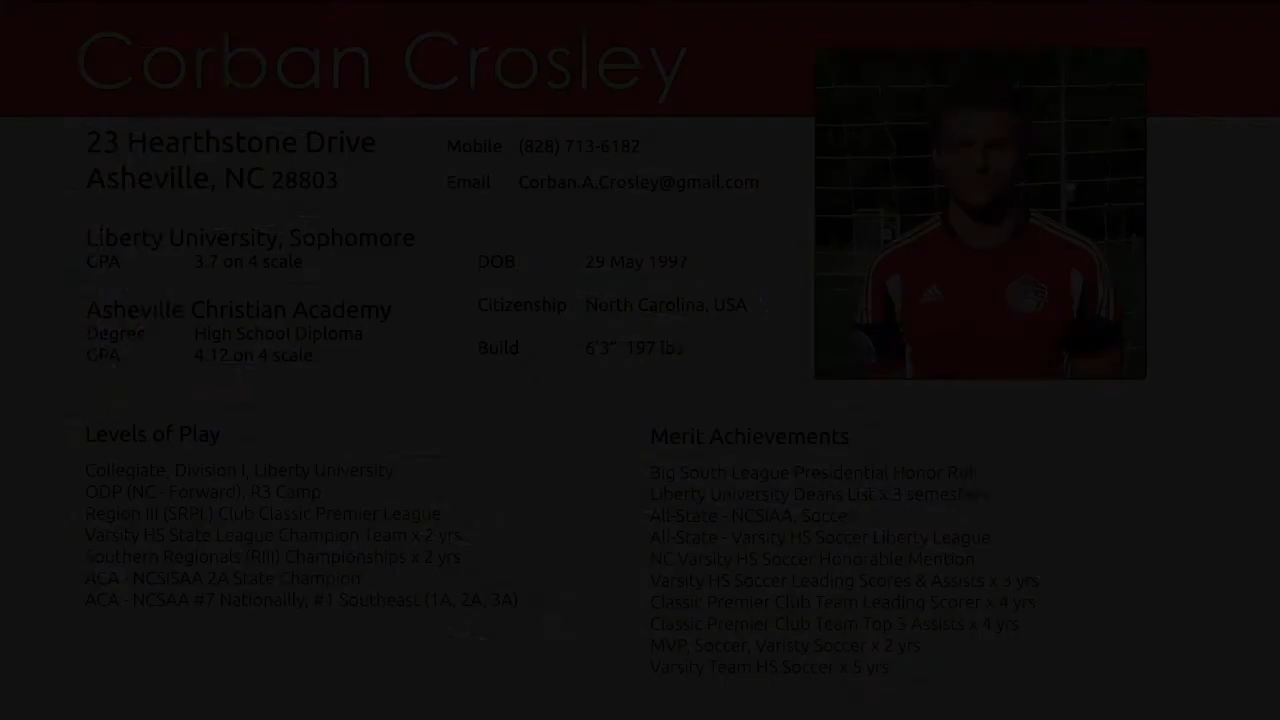 Corban Crosley
23 Hearthstone Drive
Asheville, NC 28803
Mobile (828) 713-6182
Email Corban.A.Crosley@gmail.com
Liberty University, Sophomore
GPA 3.7 on 4 scale
Asheville Christian Academy
Degree High School Diploma
GPA 4.12 on 4 scale
DOB 29 May 1997
Citizenship North Carolina, USA
Build 6'3" 197 lbs
Levels of Play
Collegiate, Division I, Liberty University
ODP (NC - Forward), R3 Camp
Region III (SRPL) Club Classic Premier League
Varsity HS State League Champion Team x 2 yrs
Southern Regionals (RIII) Championships x 2 yrs
ACA - NCSISAA 2A State Champion
ACA - NCSAA #7 Nationallly, #1 Southeast (1A, 2A, 3A)
Merit Achievements
Big South League Presidential Honor Roll
Liberty University Deans List x 3 semesters
All-State - NCSIAA, Soccer
All-State - Varsity HS Soccer Liberty League
NC Varsity HS Soccer Honorable Mention
Varsity HS Soccer Leading Scores & Assists x 3 yrs
Classic Premier Club Team Leading Scorer x 4 yrs
Classic Premier Club Team Top 3 Assists x 4 yrs
MVP, Soccer, Varisty Soccer x 2 yrs
Varsity Team HS Soccer x 5 yrs